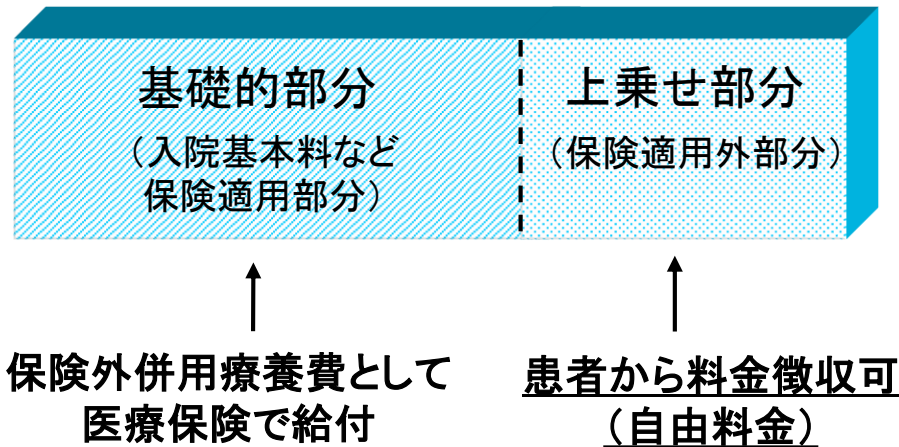 基礎的部分
（入院基本料など
保険適用部分）
上乗せ部分
（保険適用外部分）
保険外併用療養費として
医療保険で給付
患者から料金徴収可
（自由料金）